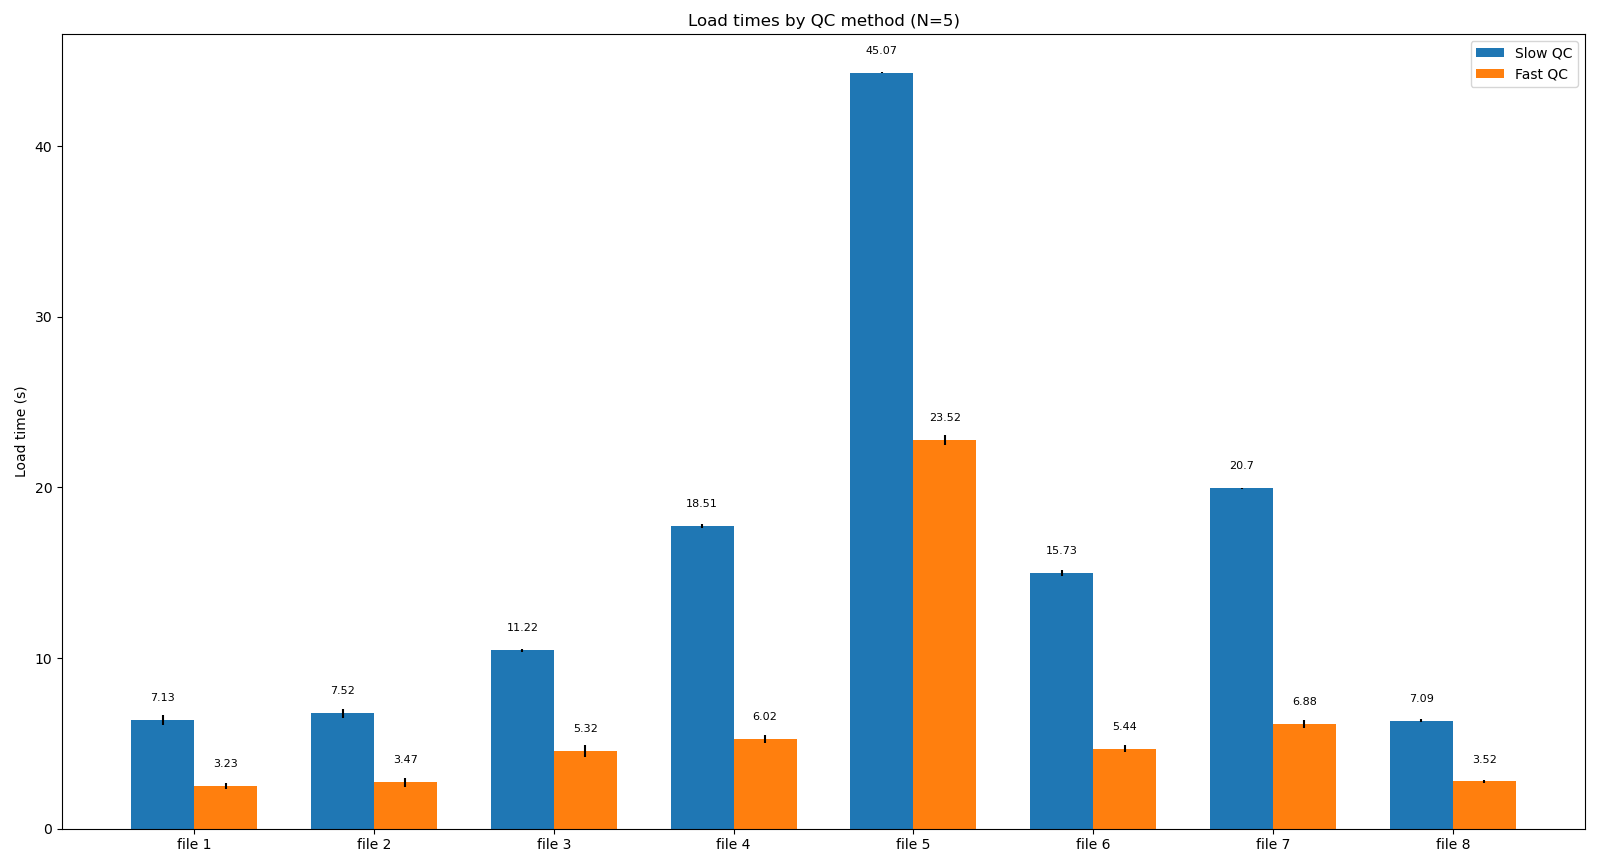 Load times by QC method (N=5)
Slow QC
Fast QC
Load time (s)
40
30
20
10
0
7.13
3.23
7.52
3.47
11.22
5.32
18.51
6.02
45.07
23.52
15.73
5.44
20.7
6.88
7.09
3.52
file 1
file 2
file 3
file 4
file 5
file 6
file 7
file 8